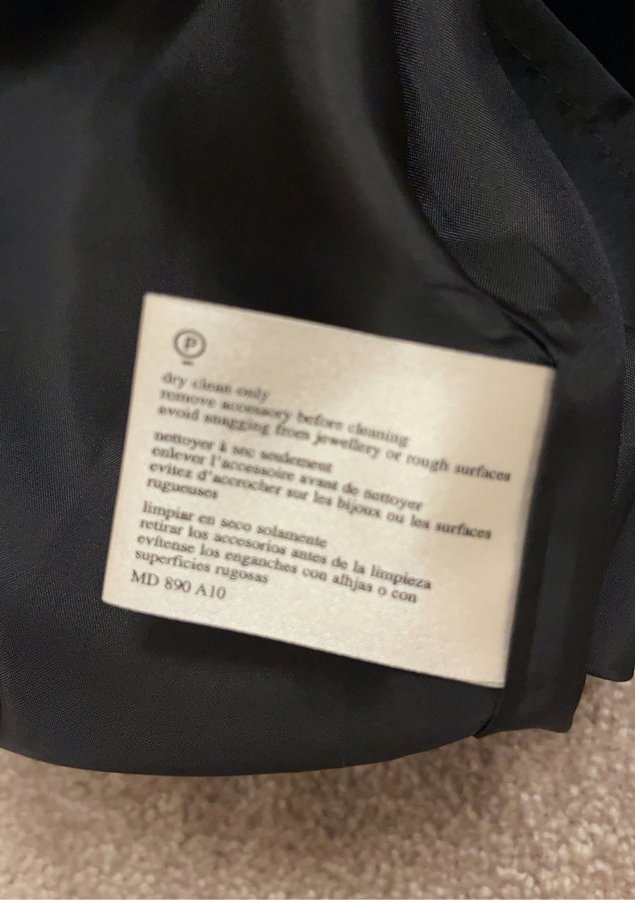 P
dry clean only
remove accessory before cleaning
avoid snagging from jewellery or rough surfaces
nettoyer à sec seulement
enlever l'accessoire avant de nettoyer
evitez d'accrocher sur les bijoux ou les surfaces
rugueuses
limpiar en seco solamente
retirar los accesorios antes de la limpieza
evítense los enganches con alhjas o con
superficies rugosas
MD 890 A10